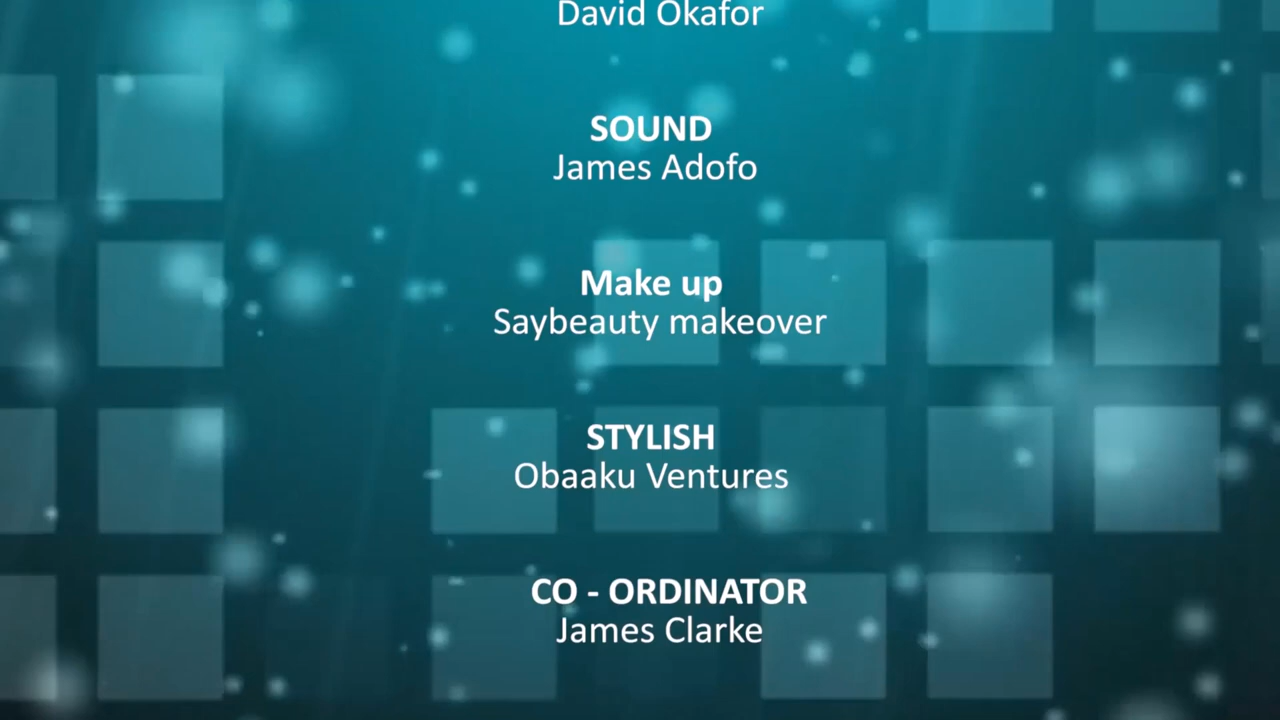 David Okafor
SOUND
James Adofo
Make up
Saybeauty makeover
STYLISH
Obaaku Ventures
CO - ORDINATOR
James Clarke